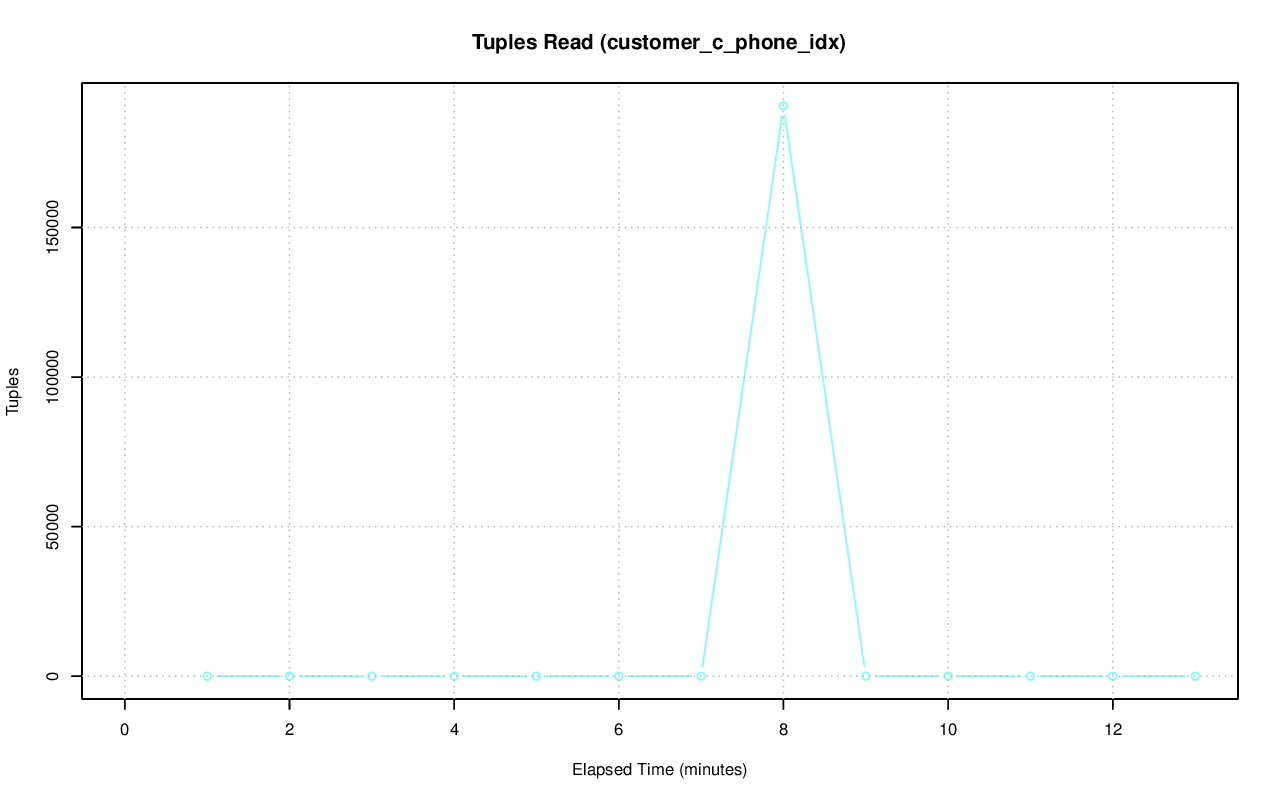 Tuples Read (customer_c_phone_idx)
Tuples
150000
100000
50000
0
0 2 4 6 8 10 12
Elapsed Time (minutes)